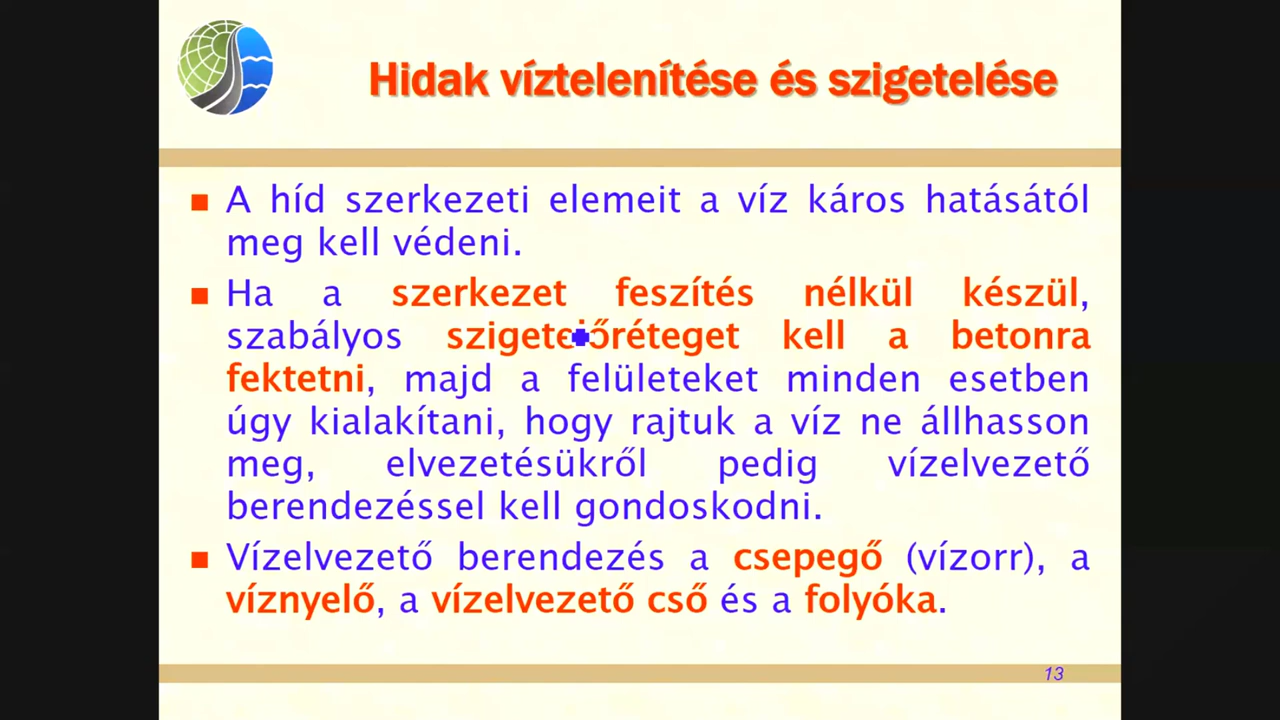 Hidak víztelenítése és szigetelése
A híd szerkezeti elemeit a víz káros hatásától
meg kell védeni.
Ha a szerkezet feszítés nélkül készül,
szabályos szigetelőréteget kell a betonra
fektetni, majd a felületeket minden esetben
úgy kialakítani, hogy rajtuk a víz ne állhasson
meg, elvezetésükről pedig vízelvezető
berendezéssel kell gondoskodni.
Vízelvezető berendezés a csepegő (vízorr), a
víznyelő, a vízelvezető cső és a folyóka.
13